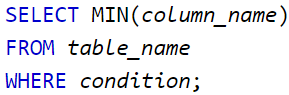 SELECT MIN(column_name)
FROM table_name
WHERE condition;